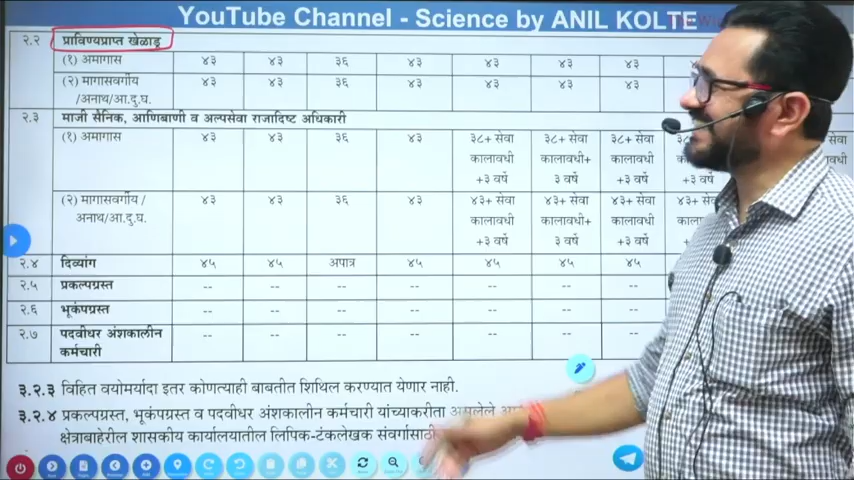 YouTube Channel - Science by ANIL KOLTE
२.२ प्राविण्यप्राप्त खेळाडू
(१) अमागास ४३ ४३ ३६ ४३ ४३ ४३ ४३
(२) मागासवर्गीय ४३ ४३ ३६ ४३ ४३ ४३ ४३
/अनाथ/आ.दु.घ.
२.३ माजी सैनिक, आणिबाणी व अल्पसेवा राजादिष्ट अधिकारी
(१) अमागास ४३ ४३ ३६ ४३ ३८+ सेवा ३८+ सेवा ३८+ सेवा सेवा
कालावधी कालावधी+ कालावधी
+३ वर्षे ३ वर्षे +३ वर्षे +३ वर्षे
(२) मागासवर्गीय / ४३ ४३ ३६ ४३ ४३+ सेवा ४३+ सेवा ४३+ सेवा ४३+
अनाथ/आ.दु.घ. कालावधी कालावधी+ कालावधी
+३ वर्षे ३ वर्षे +३ वर्षे
२.४ दिव्यांग ४५ ४५ अपात्र ४५ ४५ ४५ ४५
२.५ प्रकल्पग्रस्त -- -- -- -- -- -- --
२.६ भूकंपग्रस्त -- -- -- -- -- -- --
२.७ पदवीधर अंशकालीन -- -- -- -- -- -- --
कर्मचारी
३.२.३ विहित वयोमर्यादा इतर कोणत्याही बाबतीत शिथिल करण्यात येणार नाही.
३.२.४ प्रकल्पग्रस्त, भूकंपग्रस्त व पदवीधर अंशकालीन कर्मचारी यांच्याकरीता असलेले
क्षेत्राबाहेरील शासकीय कार्यालयातील लिपिक-टंकलेखक संवर्गासाठी